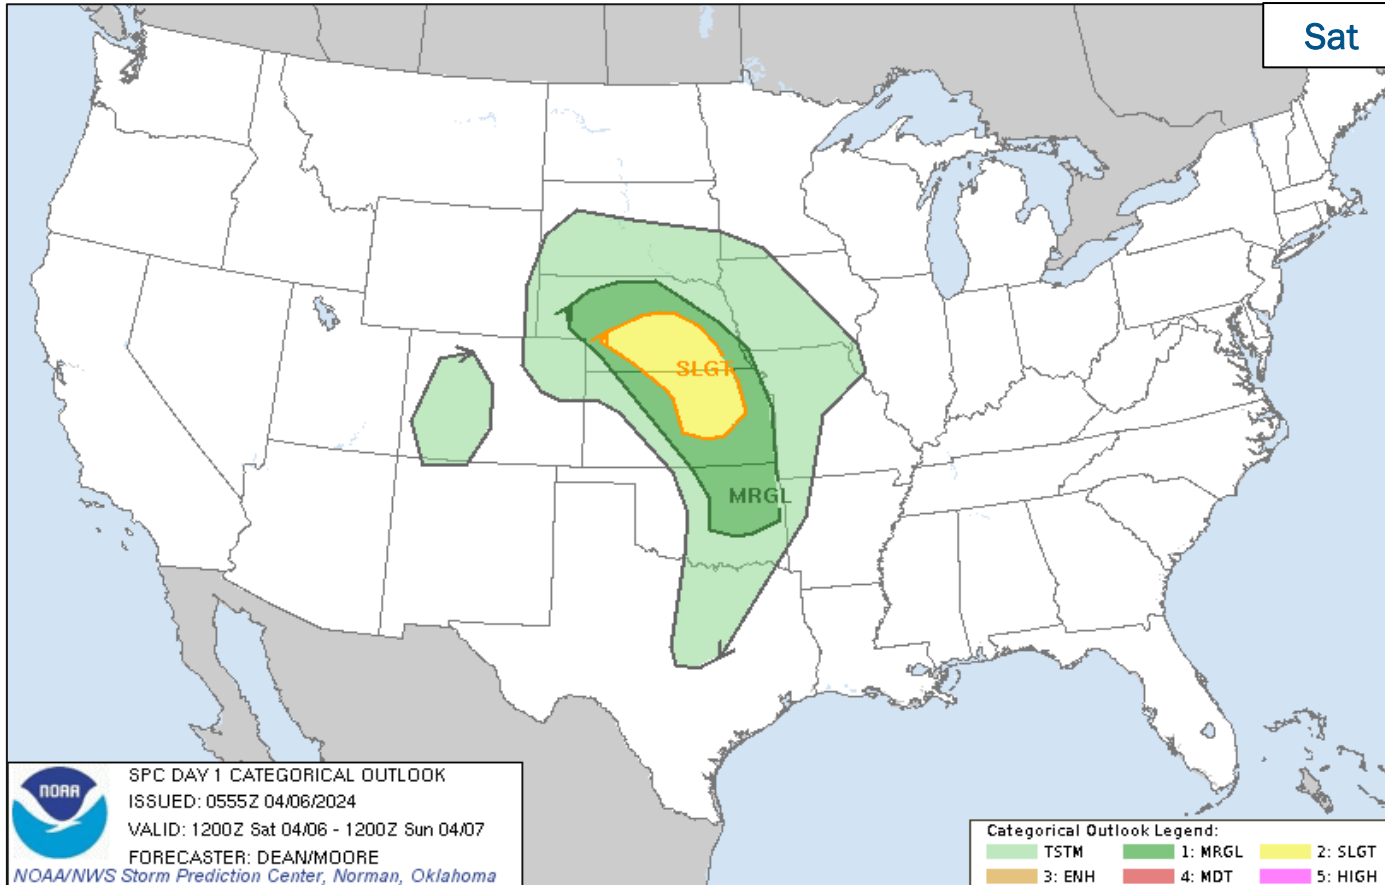 Sat
SLGT
MRGL
NOAA
SPC DAY 1 CATEGORICAL OUTLOOK
ISSUED: 0555Z 04/06/2024
VALID: 1200Z Sat 04/06 - 1200Z Sun 04/07
FORECASTER: DEAN/MOORE
NOAA/NWS Storm Prediction Center, Norman, Oklahoma
Categorical Outlook Legend:
TSTM 1: MRGL 2: SLGT
3: ENH 4: MDT 5: HIGH